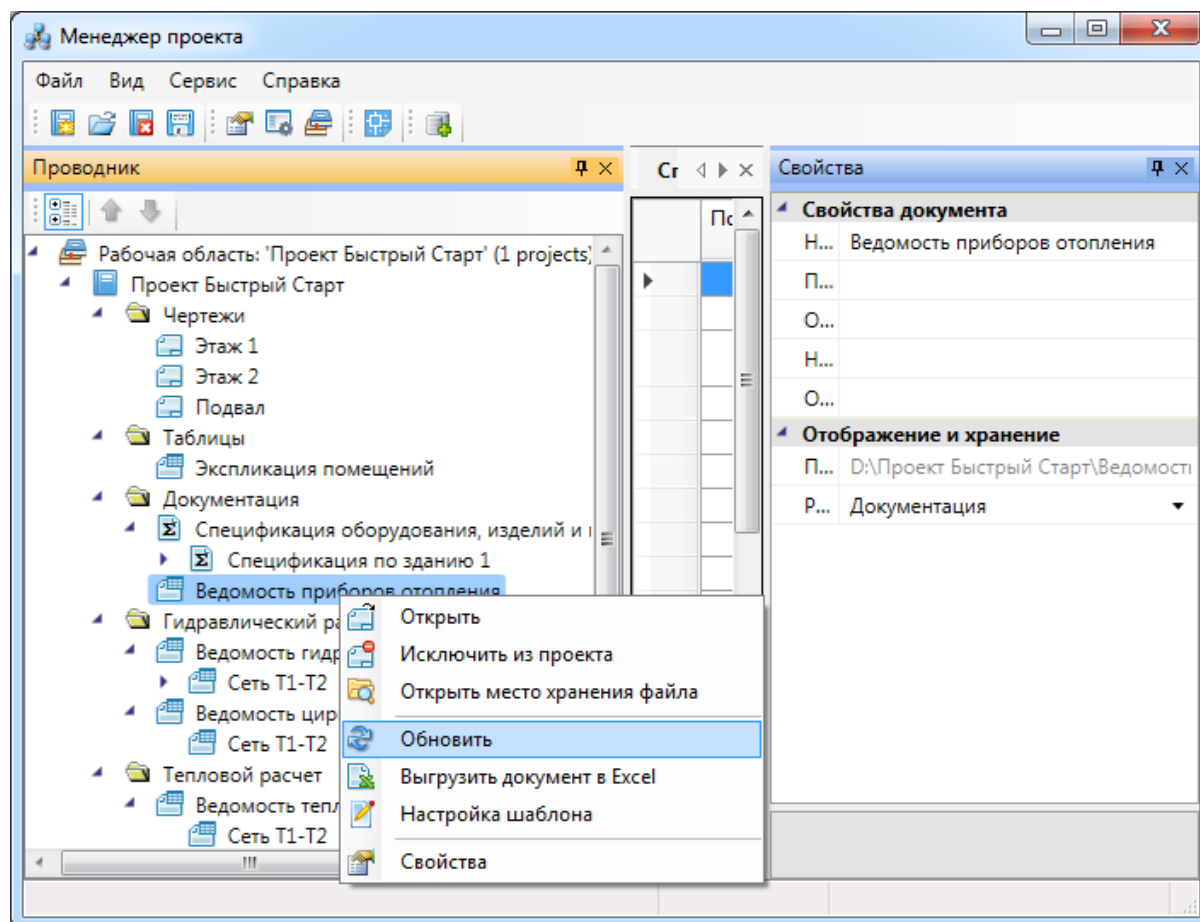 Менеджер проекта
Файл Вид Сервис Справка
Проводник
Рабочая область: 'Проект Быстрый Старт' (1 projects)
Проект Быстрый Старт
Чертежи
Этаж 1
Этаж 2
Подвал
Таблицы
Экспликация помещений
Документация
Спецификация оборудования, изделий и
Спецификация по зданию 1
Ведомость приборов отопления
Гидравлический ра
Ведомость гидр
Сеть Т1-Т2
Ведомость цир
Сеть Т1-Т2
Тепловой расчет
Ведомость тепл
Сеть Т1-Т2
Открыть
Исключить из проекта
Открыть место хранения файла
Обновить
Выгрузить документ в Excel
Настройка шаблона
Свойства
Сп
По
Свойства
Свойства документа
Н... Ведомость приборов отопления
П...
О...
Н...
О...
Отображение и хранение
П... D:\Проект Быстрый Старт\Ведомость
Р... Документация